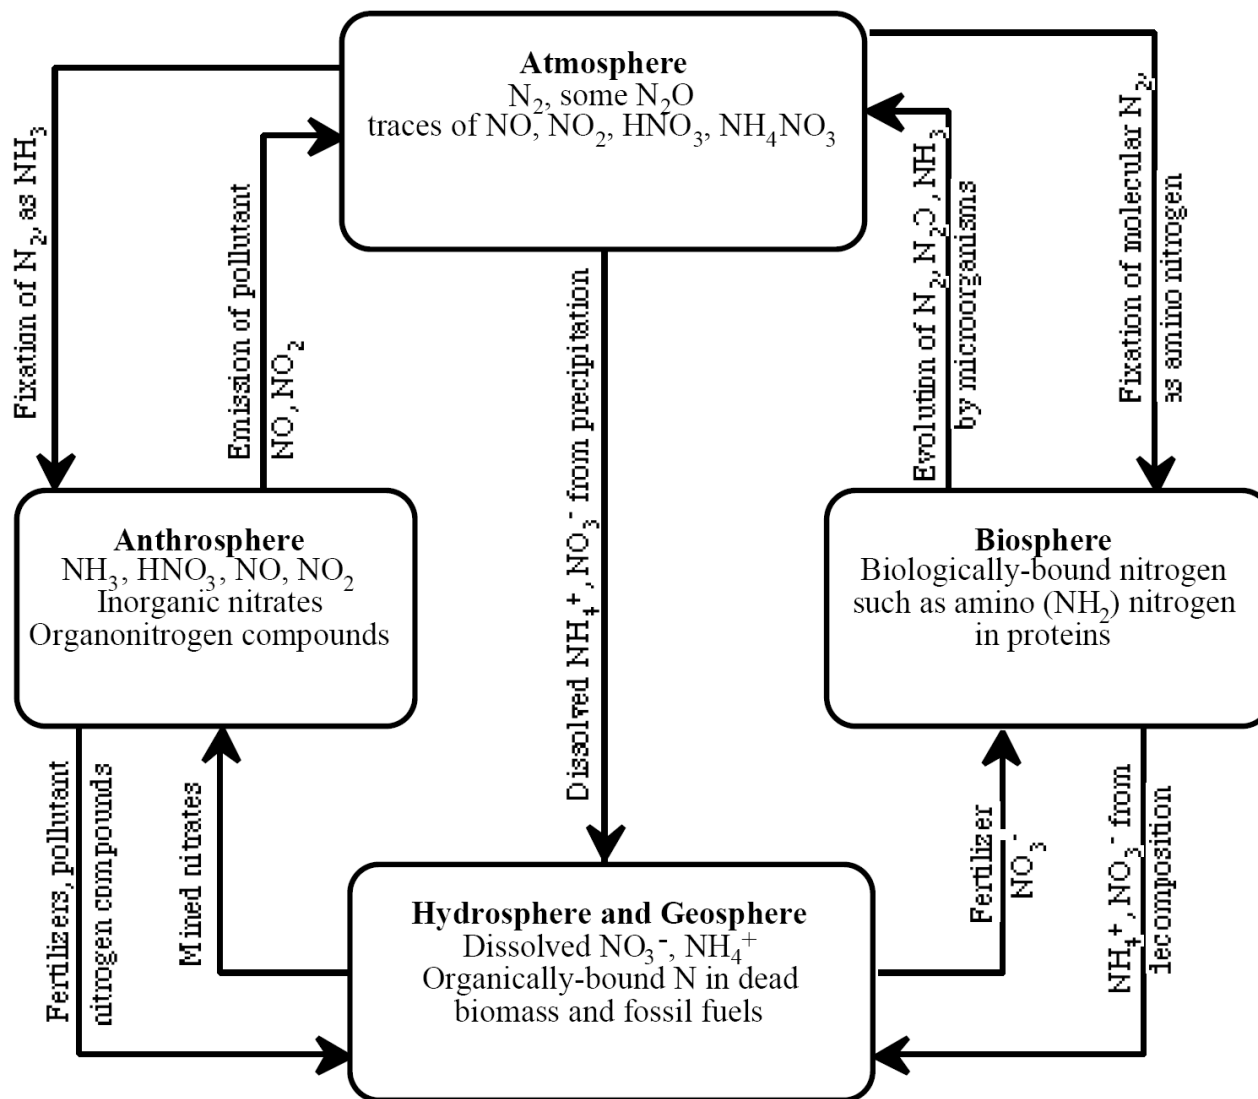 Atmosphere
N₂, some N₂O
traces of NO, NO₂, HNO₃, NH₄NO₃
Fixation of N₂, as NH₃
Emission of pollutant
NO, NO₂
Dissolved NH₄⁺, NO₃⁻ from precipitation
Evolution of N₂, N₂O, NH₃
by microorganisms
Fixation of molecular N₂,
as amino nitrogen
Anthrosphere
NH₃, HNO₃, NO, NO₂
Inorganic nitrates
Organonitrogen compounds
Biosphere
Biologically-bound nitrogen
such as amino (NH₂) nitrogen
in proteins
Fertilizers, pollutant
nitrogen compounds
Mined nitrates
Fertilizer
NO₃⁻
NH₄⁺, NO₃⁻ from
decomposition
Hydrosphere and Geosphere
Dissolved NO₃⁻, NH₄⁺
Organically-bound N in dead
biomass and fossil fuels